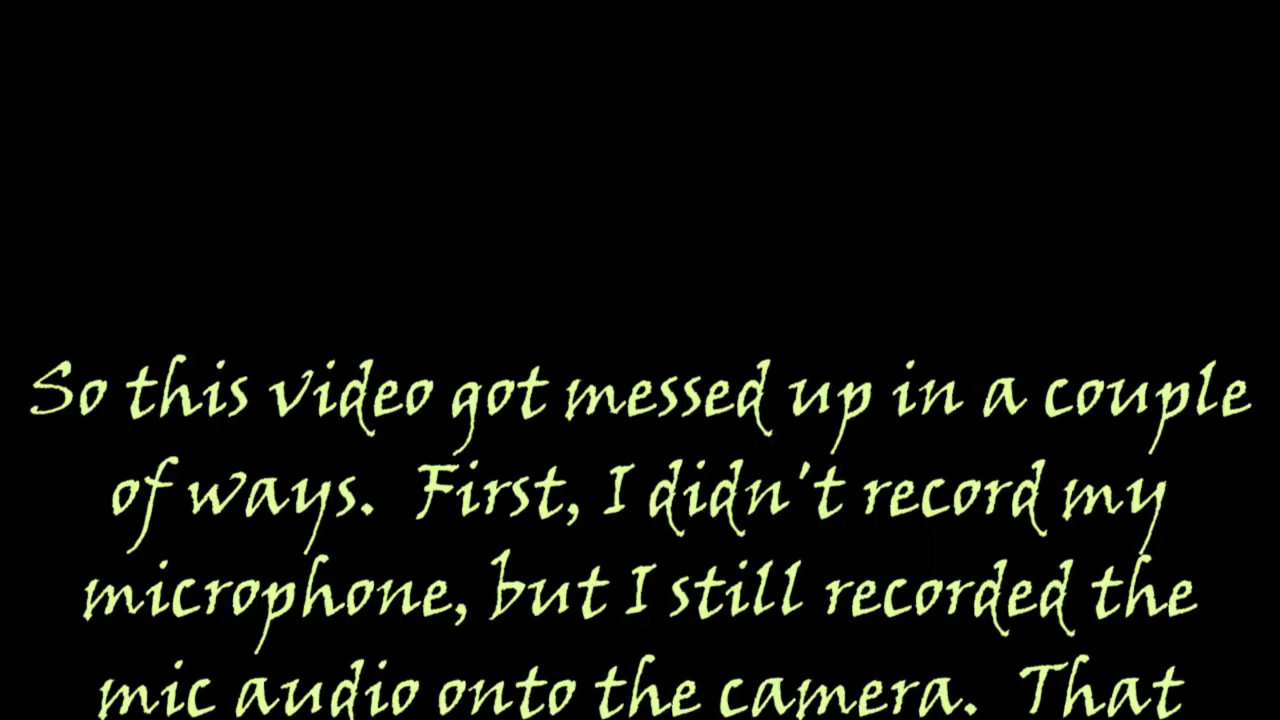 So this video got messed up in a couple
of ways.  First, I didn't record my
microphone, but I still recorded the
mic audio onto the camera.  That